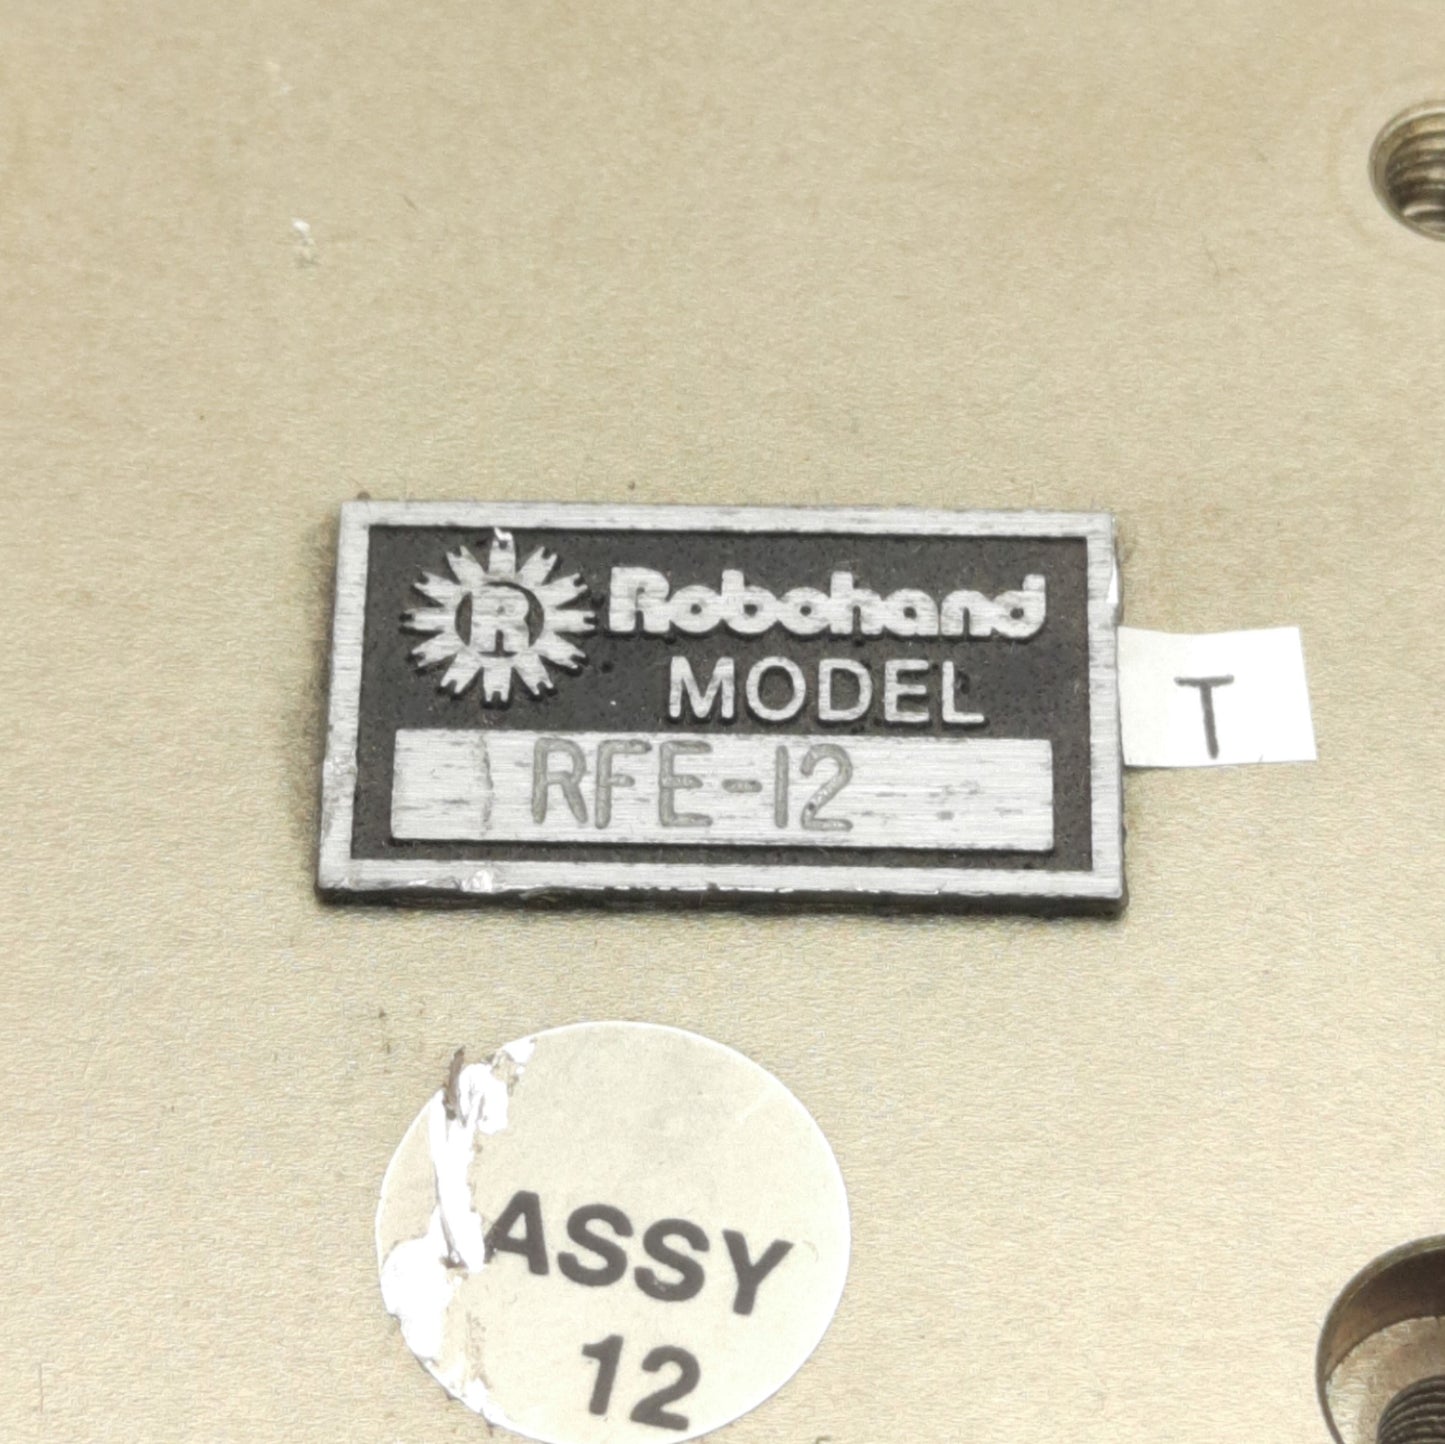 R Robohand
MODEL
RFE-12
T
ASSY
12